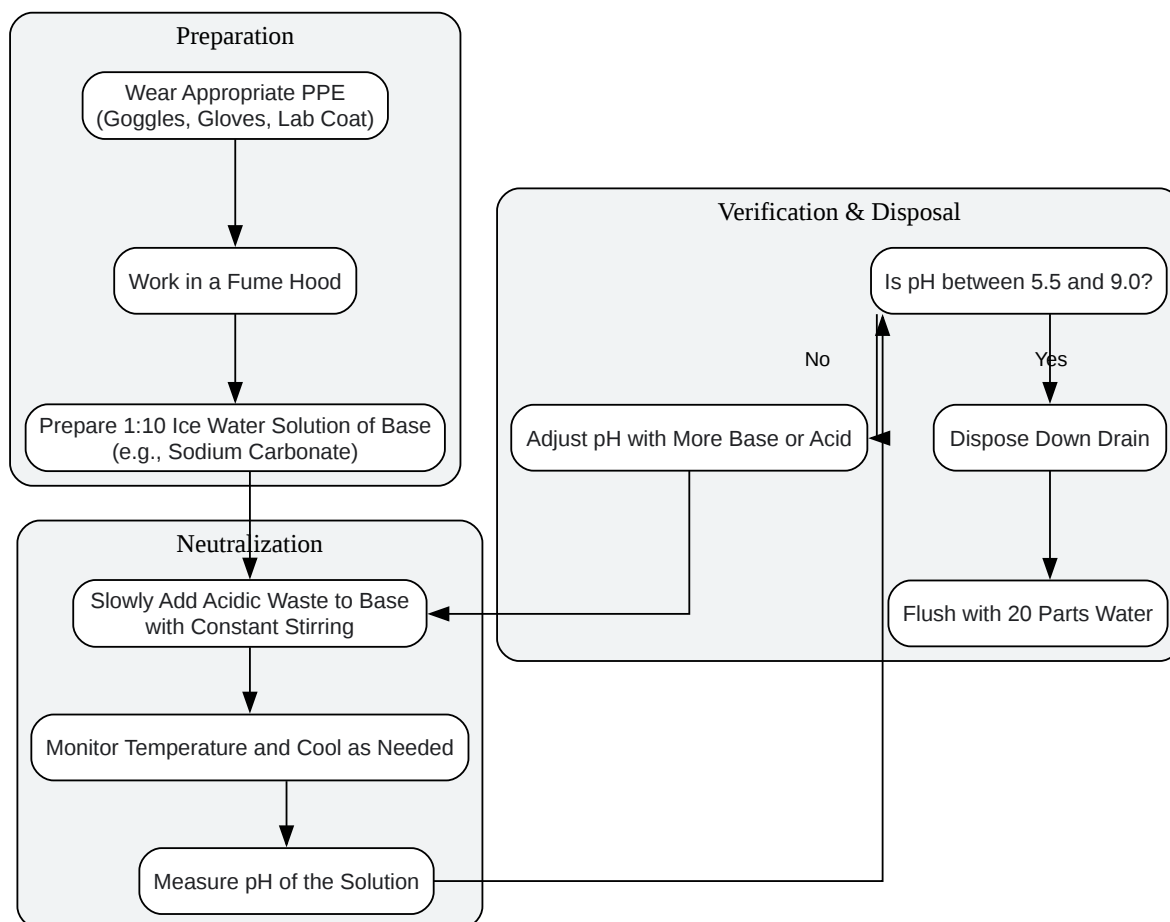 Preparation
Wear Appropriate PPE
(Goggles, Gloves, Lab Coat)
Work in a Fume Hood
Prepare 1:10 Ice Water Solution of Base
(e.g., Sodium Carbonate)
Neutralization
Slowly Add Acidic Waste to Base
with Constant Stirring
Monitor Temperature and Cool as Needed
Measure pH of the Solution
Verification & Disposal
Is pH between 5.5 and 9.0?
No
Yes
Adjust pH with More Base or Acid
Dispose Down Drain
Flush with 20 Parts Water